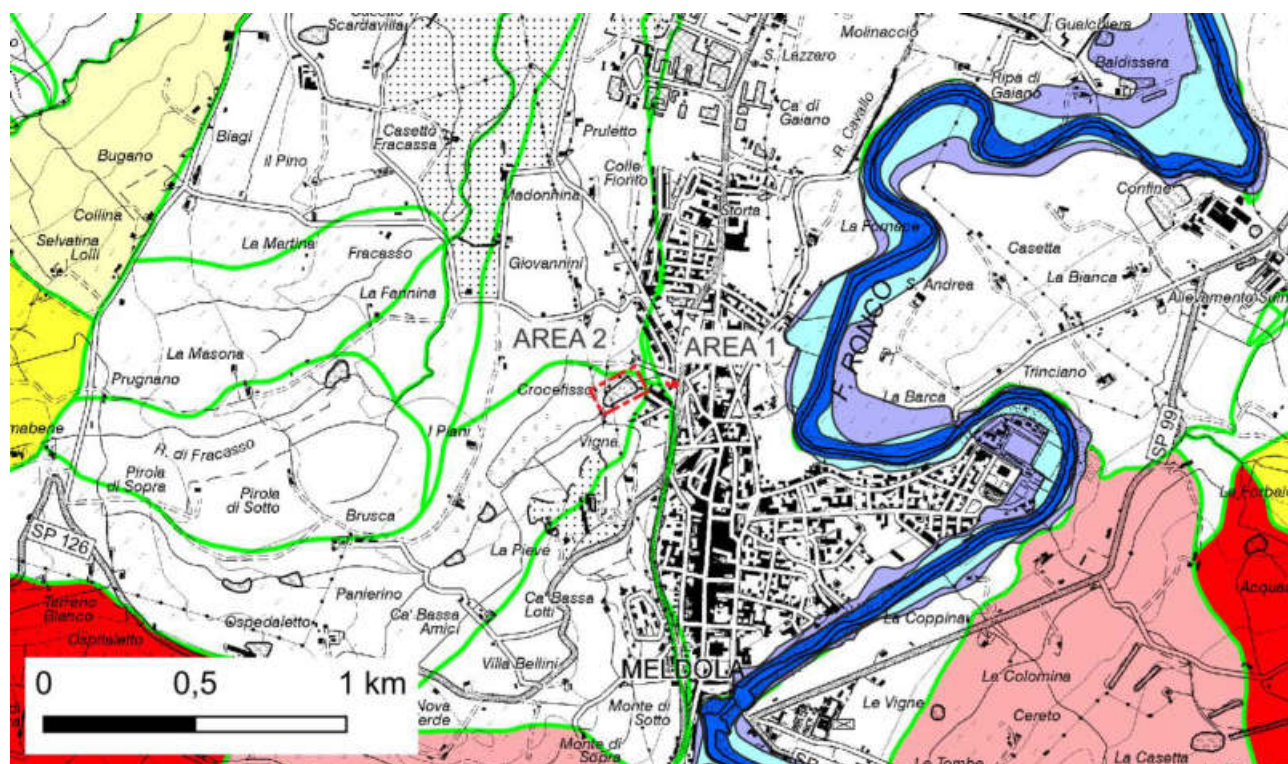 Casetto
Scardavilla
Gualchiera
Molinaccio
S. Lazzero
Baldissera
Ripa di
Gaiano
Ca' di
Gaiano
R. Cavallo
Biagi
Casetto
Fracassa
Pruletto
Bugano
il Pino
Colle
Fiorito
Madonnina
Confine
Collina
Storta
La Fornace
Selvatina
Lolli
La Martina
Fracasso
Giovannini
Casetta
La Bianca
S. Andrea
La Fannina
Allevamento
AREA 2
AREA 1
F. RONCO
La Masona
Trinciano
Prugnano
Crocefisso
La Barca
SP 99
I Piani
Vigne
R. di Fracasso
Pirola
di Sopra
Pirola
di Sotto
Brusca
SP 126
La Pieve
Terreno
Bianco
Panierino
Ca' Bassa
Lotti
Ospitaletto
Ospedaletto
Ca' Bassa
Amici
La Coppina
Villa Bellini
MELDOLA
La Colomina
0 0,5 1 km
Monte di
Sotto
Le Vigne
Cereto
Monte di
Sopra
La Casetta
La Tomba